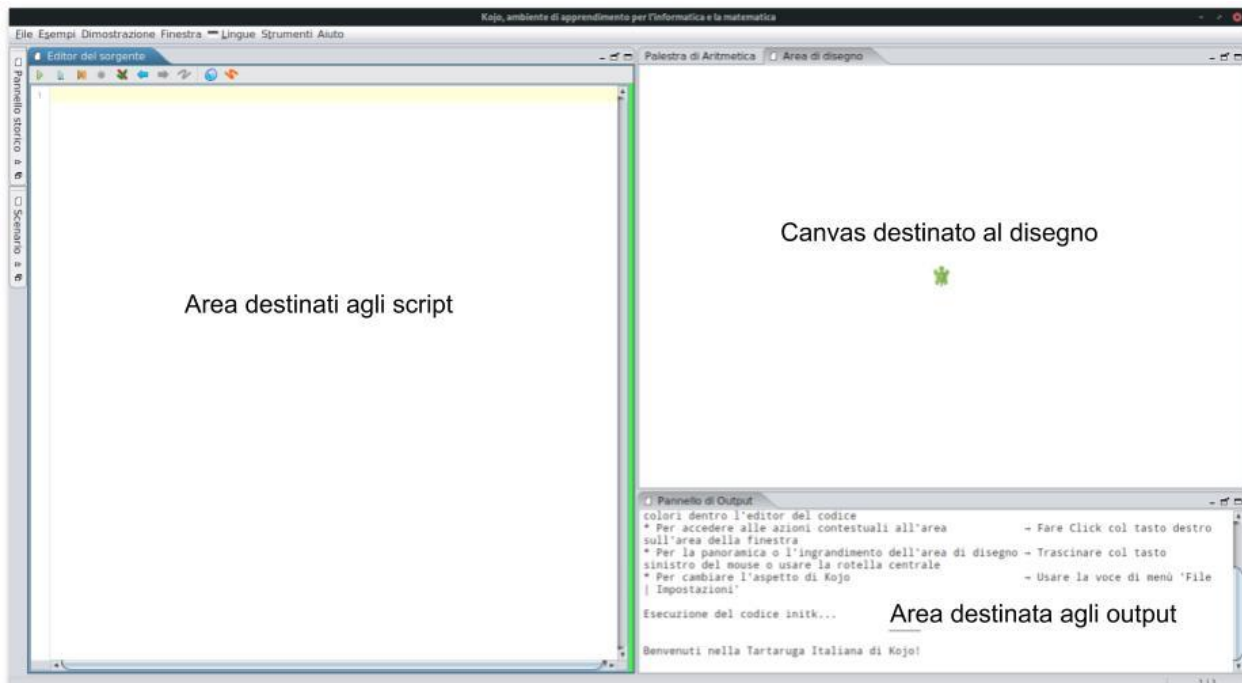 Kojo, ambiente di apprendimento per l'informatica e la matematica
File Esempi Dimostrazione Finestra Lingue Strumenti Aiuto
Editor del sorgente
Palestra di Aritmetica
Area di disegno
Pannello storico
Scenario
1
Area destinati agli script
Canvas destinato al disegno
Pannello di Output
colori dentro l'editor del codice
* Per accedere alle azioni contestuali all'area → Fare Click col tasto destro
sull'area della finestra
* Per la panoramica o l'ingrandimento dell'area di disegno → Trascinare col tasto
sinistro del mouse o usare la rotella centrale
* Per cambiare l'aspetto di Kojo → Usare la voce di menù 'File
| Impostazioni'
Esecuzione del codice initk...
Area destinata agli output
Benvenuti nella Tartaruga Italiana di Kojo!